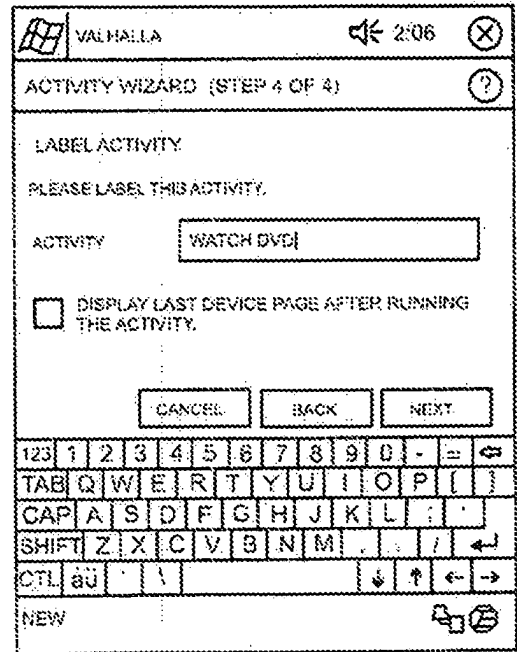 VALHALLA 2:06
ACTIVITY WIZARD (STEP 4 OF 4) ?
LABEL ACTIVITY
PLEASE LABEL THIS ACTIVITY.
ACTIVITY WATCH DVD
DISPLAY LAST DEVICE PAGE AFTER RUNNING
THE ACTIVITY.
CANCEL BACK NEXT
123 1 2 3 4 5 6 7 8 9 0 - =
TAB Q W E R T Y U I O P [ ]
CAP A S D F G H J K L ; '
SHIFT Z X C V B N M , . /
CTL áü ` \
NEW